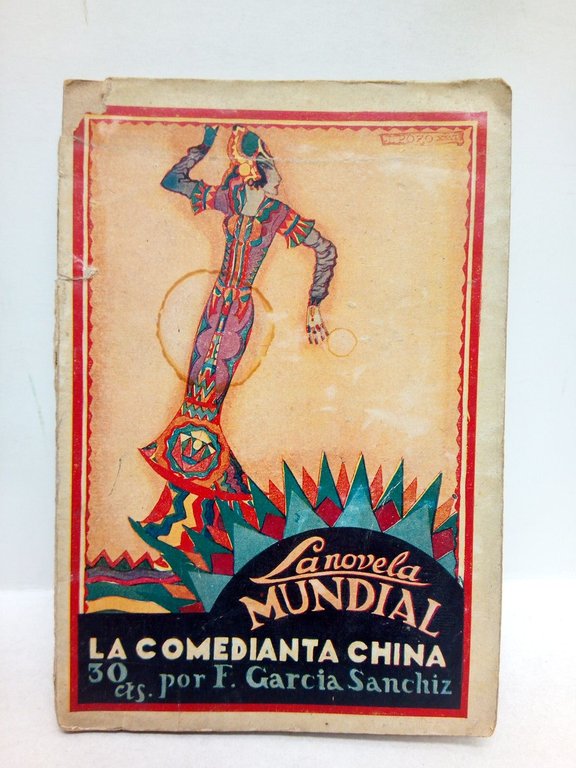 La novela
MUNDIAL
LA COMEDIANTA CHINA
30 cts. por F. Garcia Sanchiz